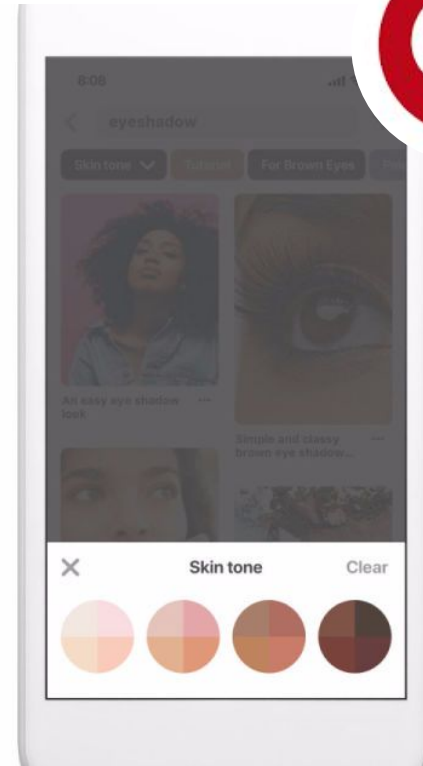 8:08
eyeshadow
Skin tone
Tutorial
For Brown Eyes
An easy eye shadow
look
Simple and classy
brown eye shadow...
Skin tone
Clear